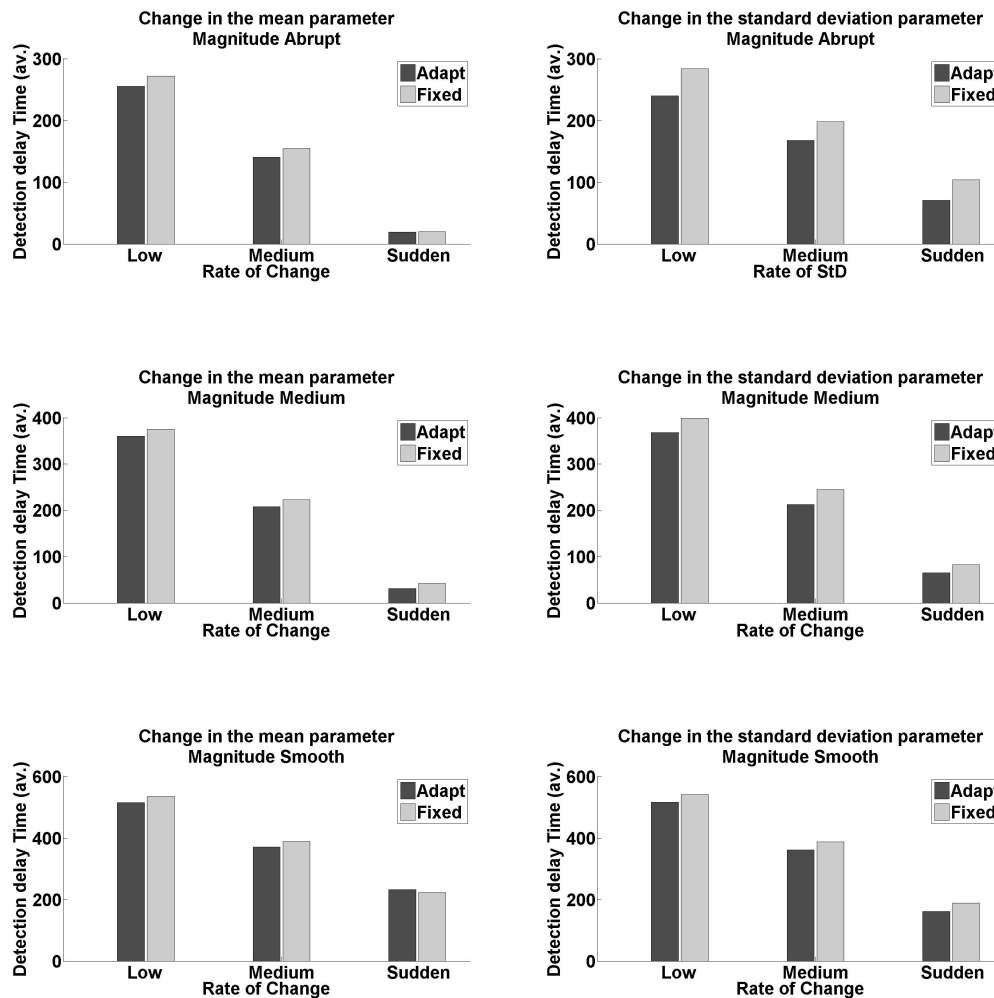 Change in the mean parameter
Magnitude Abrupt
Detection delay Time (av.)
300
200
100
0
Adapt
Fixed
Low
Medium
Sudden
Rate of Change
Change in the standard deviation parameter
Magnitude Abrupt
Detection delay Time (av.)
300
200
100
0
Adapt
Fixed
Low
Medium
Sudden
Rate of StD
Change in the mean parameter
Magnitude Medium
Detection delay Time (av.)
400
300
200
100
0
Adapt
Fixed
Low
Medium
Sudden
Rate of Change
Change in the standard deviation parameter
Magnitude Medium
Detection delay Time (av.)
400
300
200
100
0
Adapt
Fixed
Low
Medium
Sudden
Rate of Change
Change in the mean parameter
Magnitude Smooth
Detection delay Time (av.)
600
400
200
0
Adapt
Fixed
Low
Medium
Sudden
Rate of Change
Change in the standard deviation parameter
Magnitude Smooth
Detection delay Time (av.)
600
400
200
0
Adapt
Fixed
Low
Medium
Sudden
Rate of Change